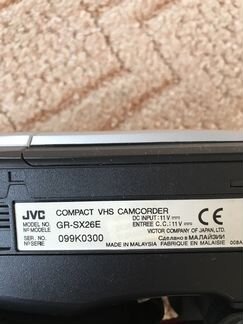 JVC COMPACT VHS CAMCORDER
MODEL NO. GR-SX26E DC INPUT: 11V
Nº MODELE ENTREE C.C.: 11V CE
VICTOR COMPANY OF JAPAN, LTD.
SER. NO. 099K0300 Сделано в МАЛАЙЗИИ
Nº SERIE MADE IN MALAYSIA FABRIQUE EN MALAISIE